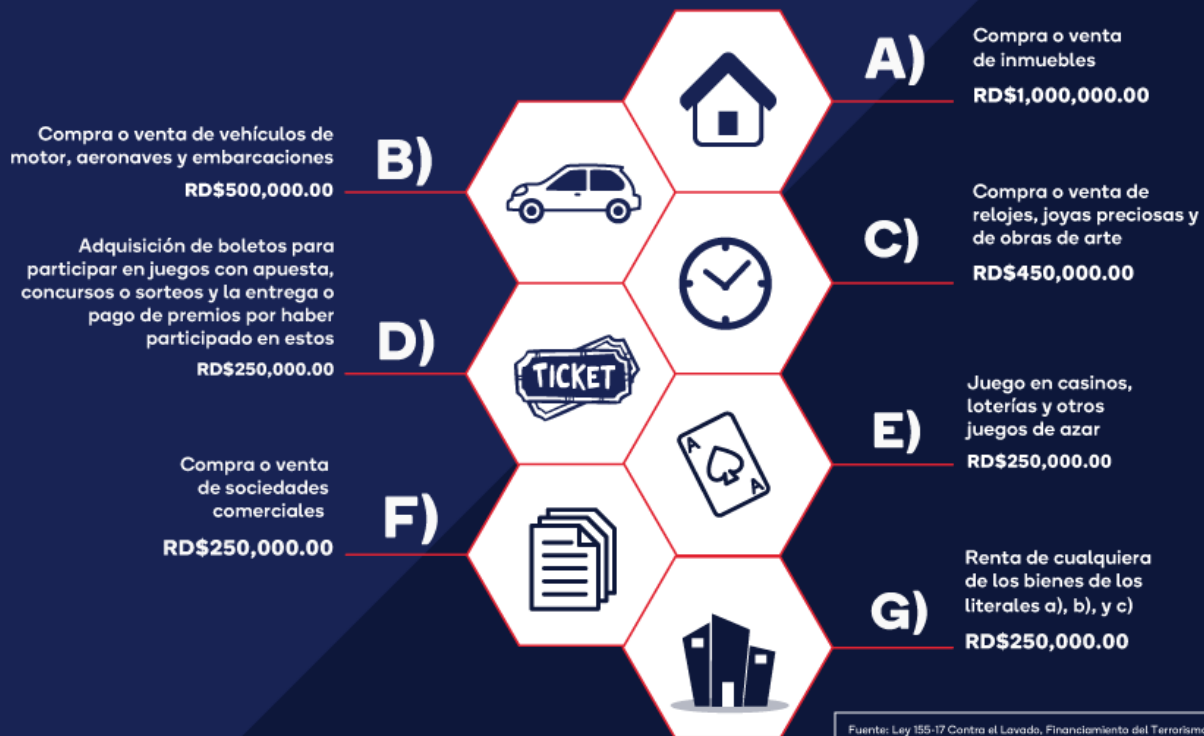 A)
Compra o venta
de inmuebles
RD$1,000,000.00
B)
Compra o venta de vehículos de
motor, aeronaves y embarcaciones
RD$500,000.00
C)
Compra o venta de
relojes, joyas preciosas y
de obras de arte
RD$450,000.00
D)
Adquisición de boletos para
participar en juegos con apuesta,
concursos o sorteos y la entrega o
pago de premios por haber
participado en estos
RD$250,000.00
TICKET
E)
Juego en casinos,
loterías y otros
juegos de azar
RD$250,000.00
A
A
F)
Compra o venta
de sociedades
comerciales
RD$250,000.00
G)
Renta de cualquiera
de los bienes de los
literales a), b), y c)
RD$250,000.00
Fuente: Ley 155-17 Contra el Lavado, Financiamiento del Terrorismo